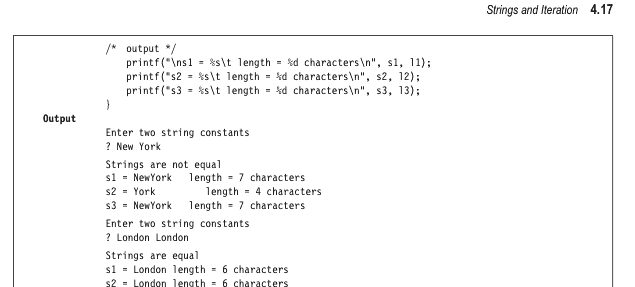 Strings and Iteration 4.17
/* output */
printf("\ns1 = %s\t length = %d characters\n", s1, l1);
printf("s2 = %s\t length = %d characters\n", s2, l2);
printf("s3 = %s\t length = %d characters\n", s3, l3);
}
Output
Enter two string constants
? New York
Strings are not equal
s1 = NewYork length = 7 characters
s2 = York length = 4 characters
s3 = NewYork length = 7 characters
Enter two string constants
? London London
Strings are equal
s1 = London length = 6 characters
s2 = London length = 6 characters